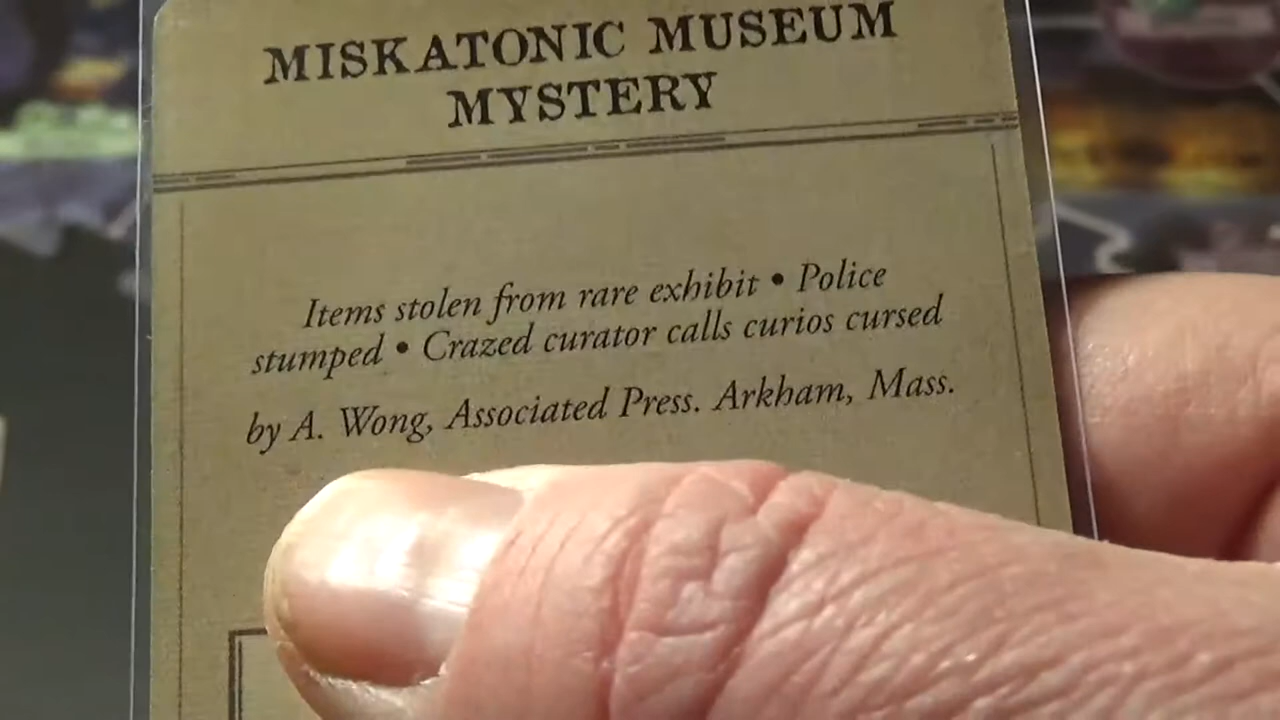 MISKATONIC MUSEUM
MYSTERY
Items stolen from rare exhibit • Police
stumped • Crazed curator calls curios cursed
by A. Wong, Associated Press. Arkham, Mass.